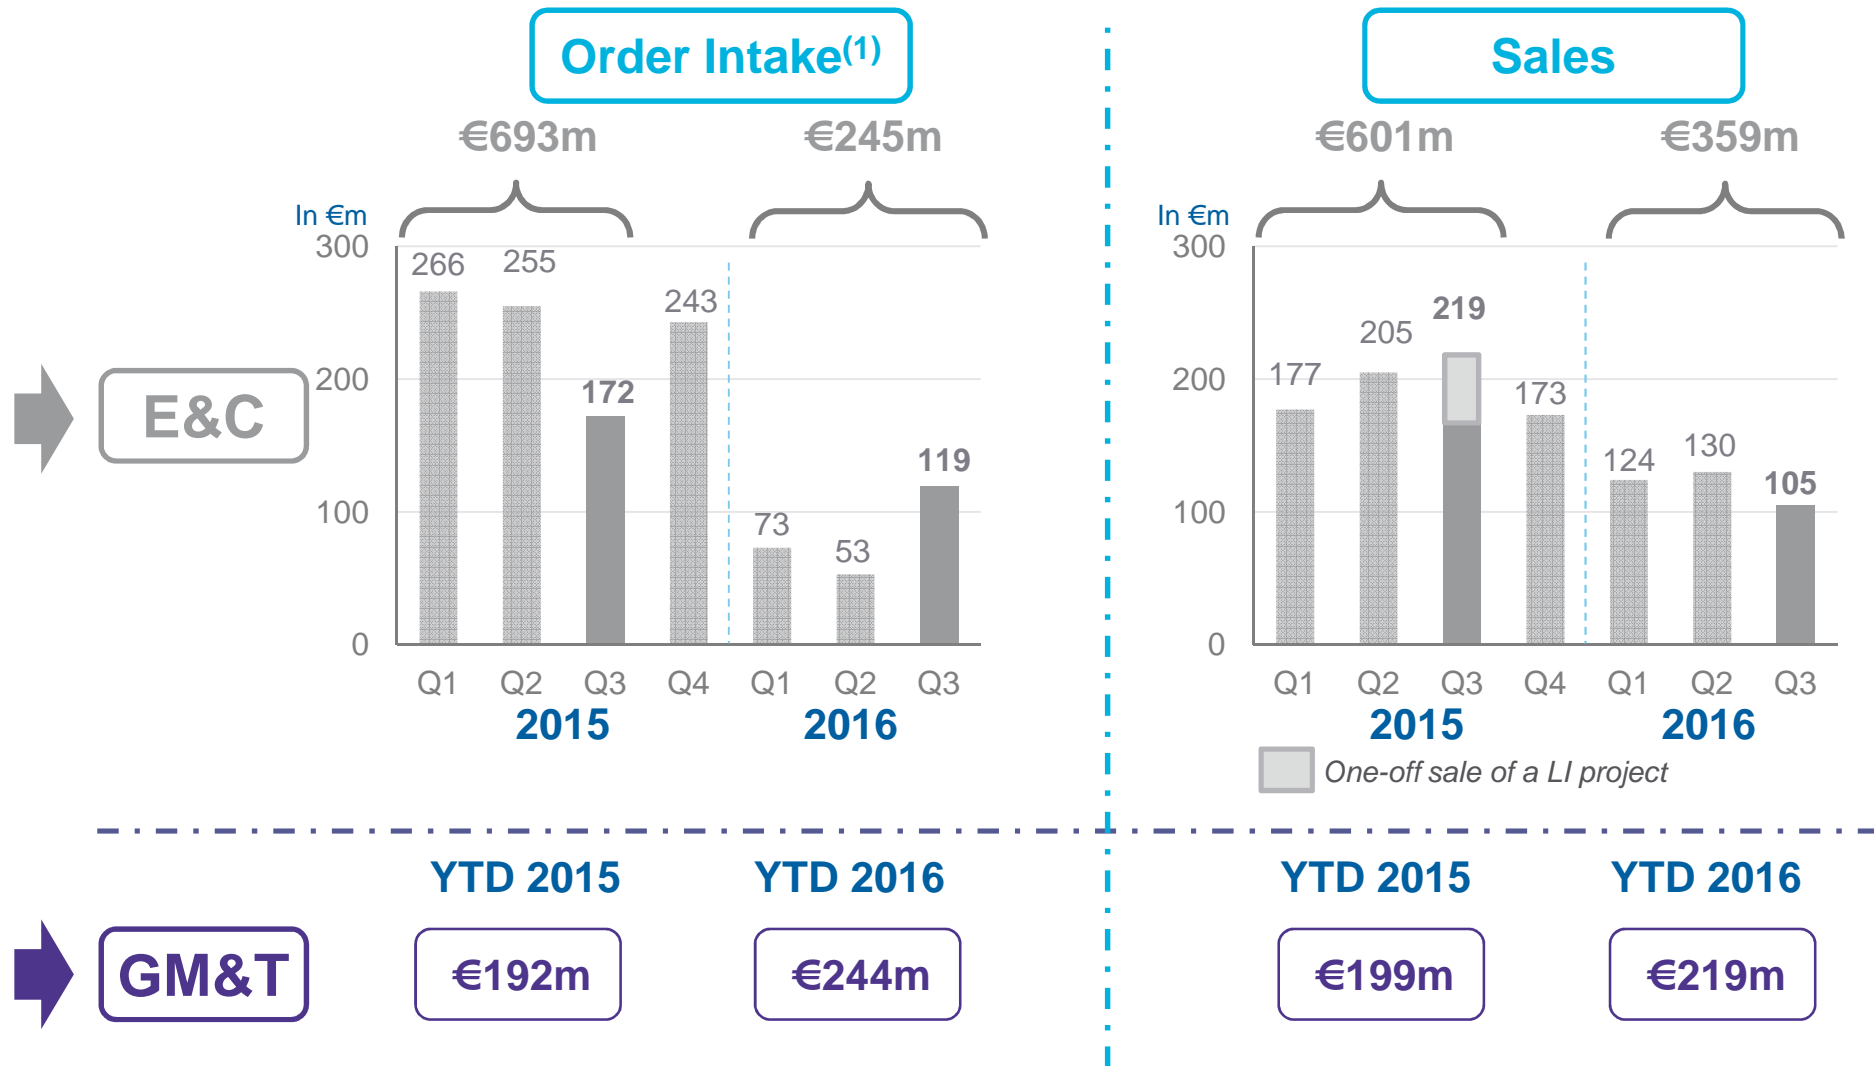 Order Intake(1)
Sales
€693m
€245m
€601m
€359m
In €m
300
200
100
0
266
255
172
243
73
53
119
Q1 Q2 Q3 Q4 Q1 Q2 Q3
2015 2016
In €m
300
200
100
0
177
205
219
173
124
130
105
Q1 Q2 Q3 Q4 Q1 Q2 Q3
2015 2016
One-off sale of a LI project
E&C
YTD 2015
YTD 2016
YTD 2015
YTD 2016
GM&T
€192m
€244m
€199m
€219m